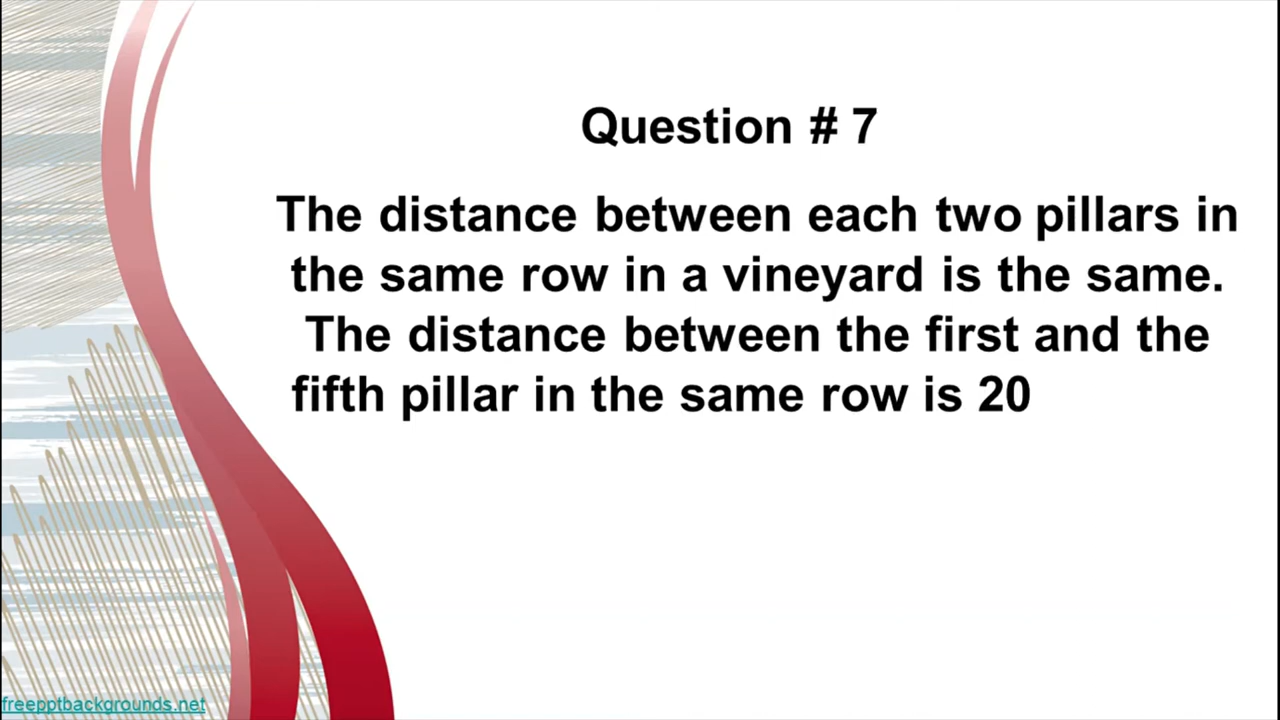 Question # 7
The distance between each two pillars in
the same row in a vineyard is the same.
The distance between the first and the
fifth pillar in the same row is 20
freepptbackgrounds.net